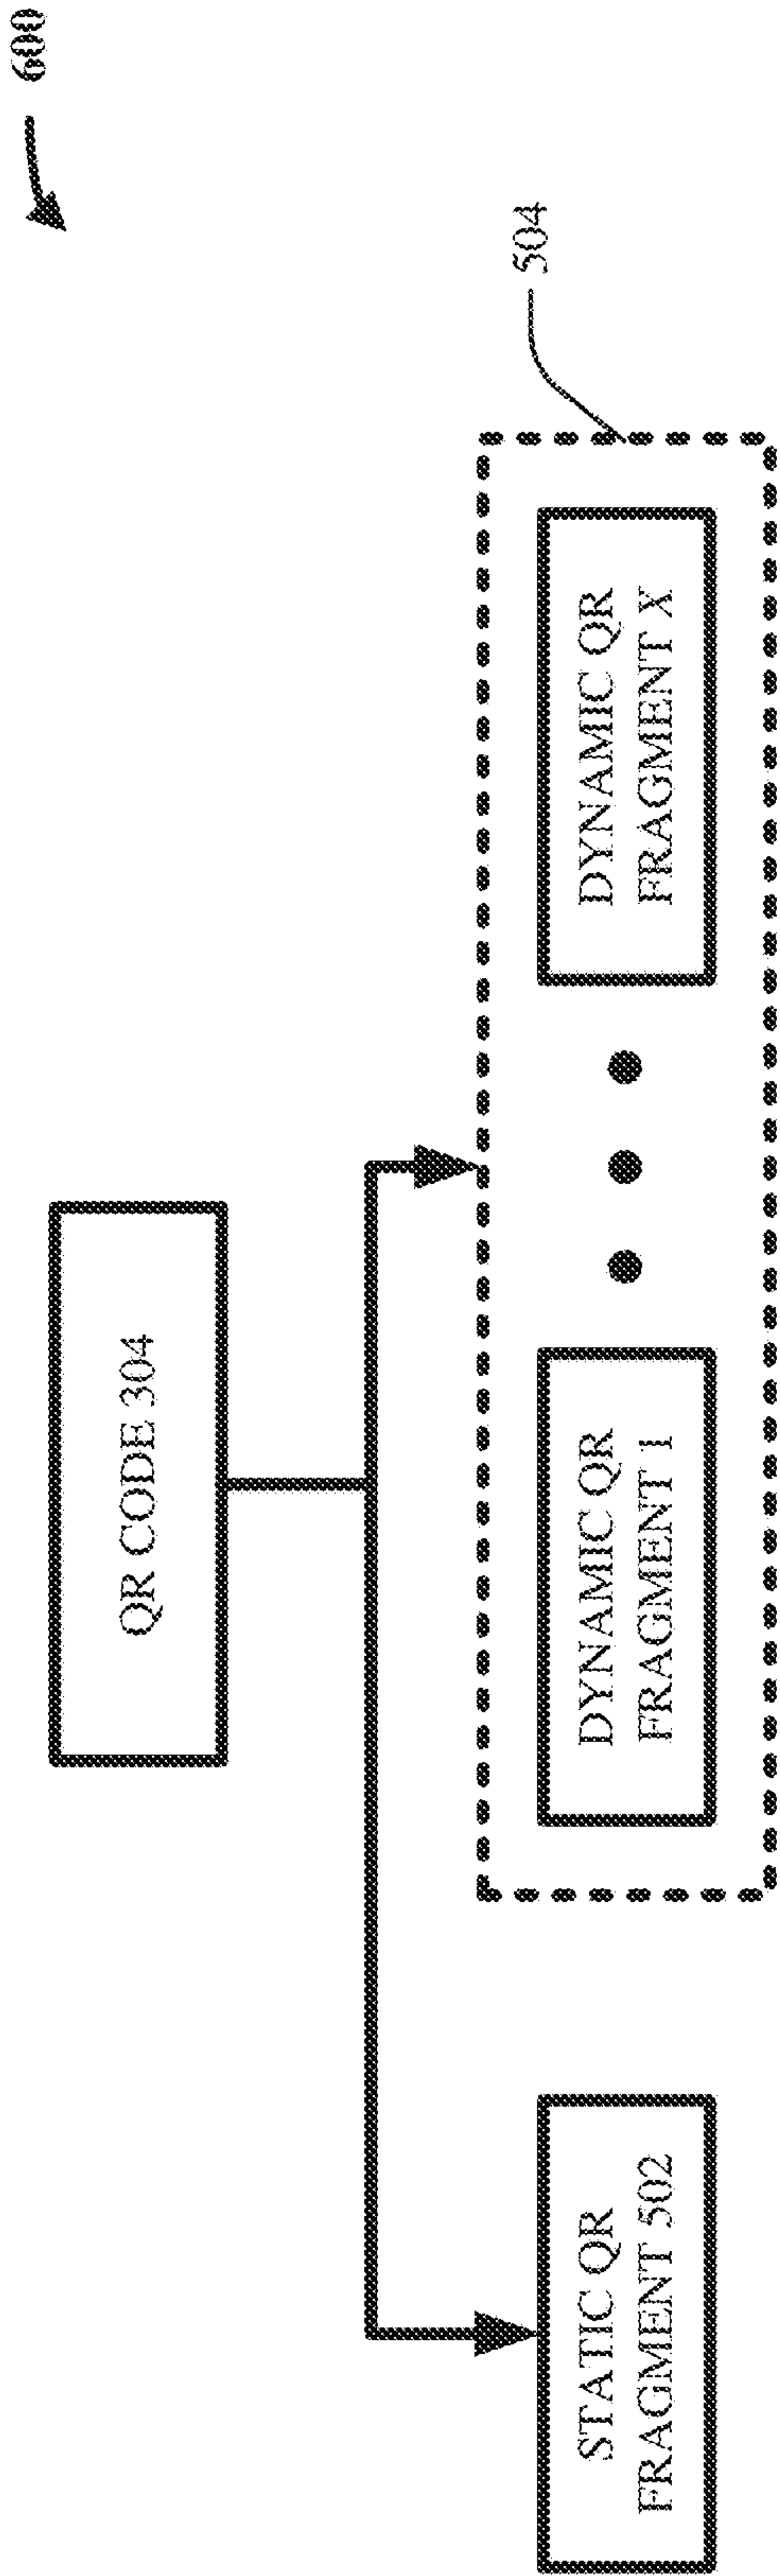 600
QR CODE 304
504
STATIC QR
FRAGMENT 502
DYNAMIC QR
FRAGMENT 1
DYNAMIC QR
FRAGMENT X